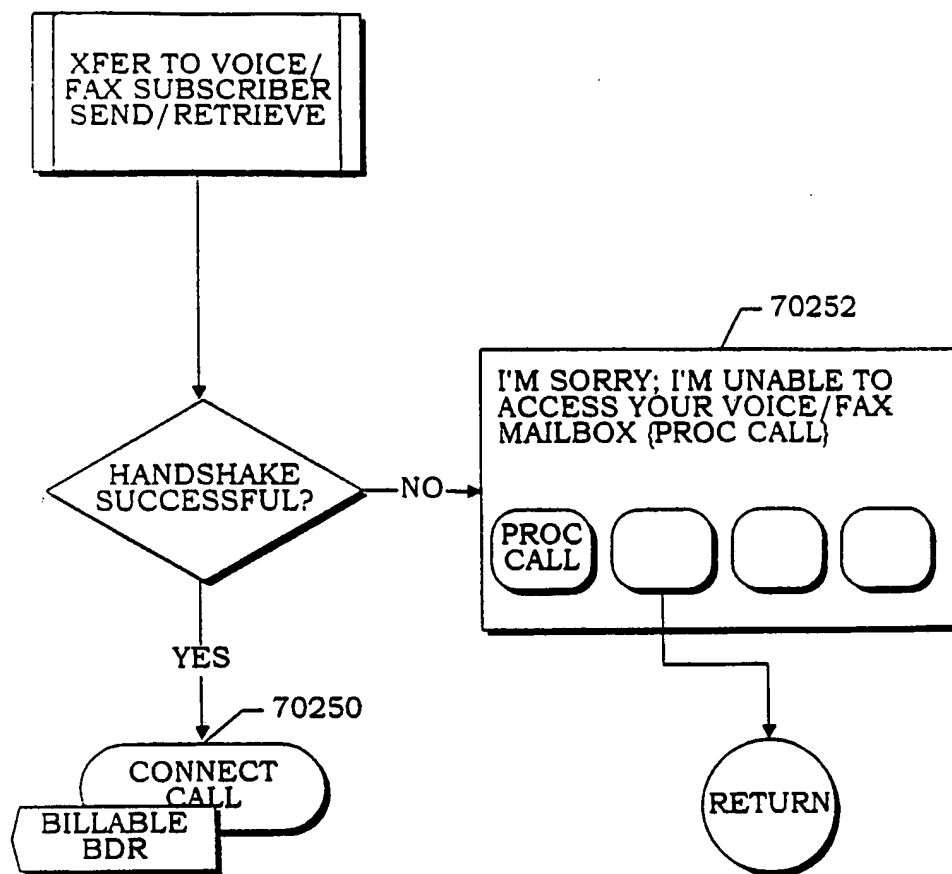 XFER TO VOICE/
FAX SUBSCRIBER
SEND/RETRIEVE
70252
I'M SORRY; I'M UNABLE TO
ACCESS YOUR VOICE/FAX
MAILBOX {PROC CALL}
HANDSHAKE
SUCCESSFUL?
NO
PROC
CALL
YES
70250
CONNECT
CALL
BILLABLE
BDR
RETURN